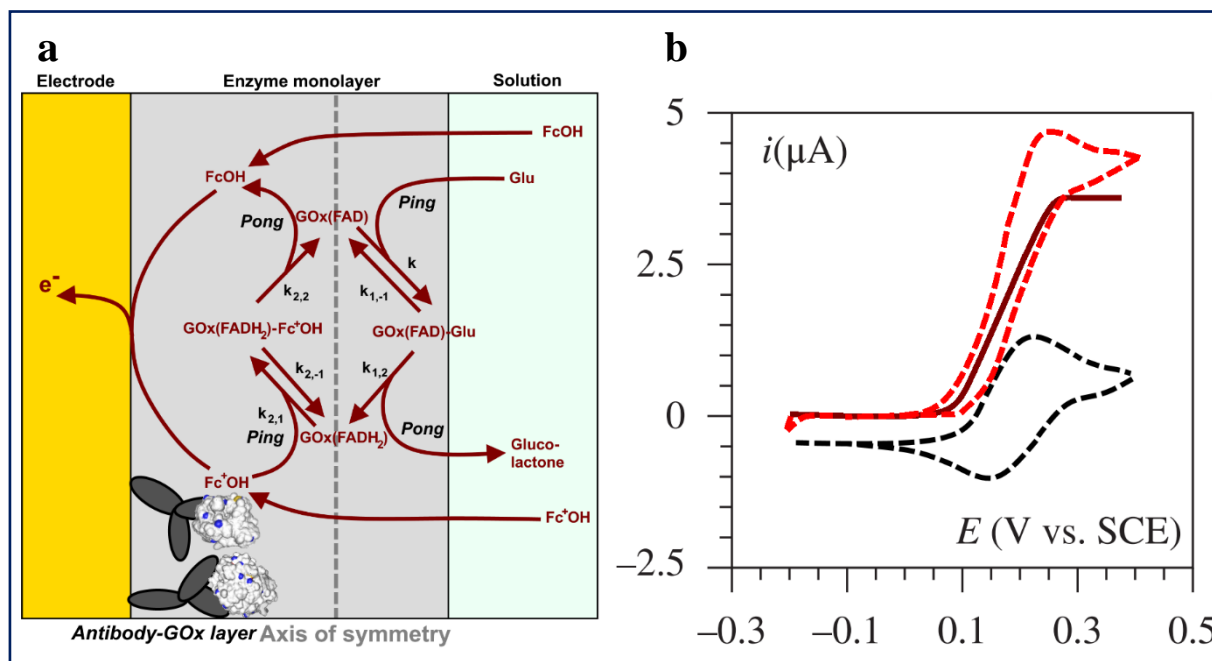 a
Electrode Enzyme monolayer Solution
FcOH
FcOH
Glu
Ping
Pong
GOx(FAD)
k
e-
k2,2
k1,-1
GOx(FADH2)-Fc+OH
GOx(FAD)-Glu
k2,-1
k1,2
k2,1
Ping
GOx(FADH2)
Pong
Gluco-
lactone
Fc+OH
Fc+OH
Antibody-GOx layer Axis of symmetry
b
5
i(μA)
2.5
0
E (V vs. SCE)
–2.5
–0.3 –0.1 0.1 0.3 0.5